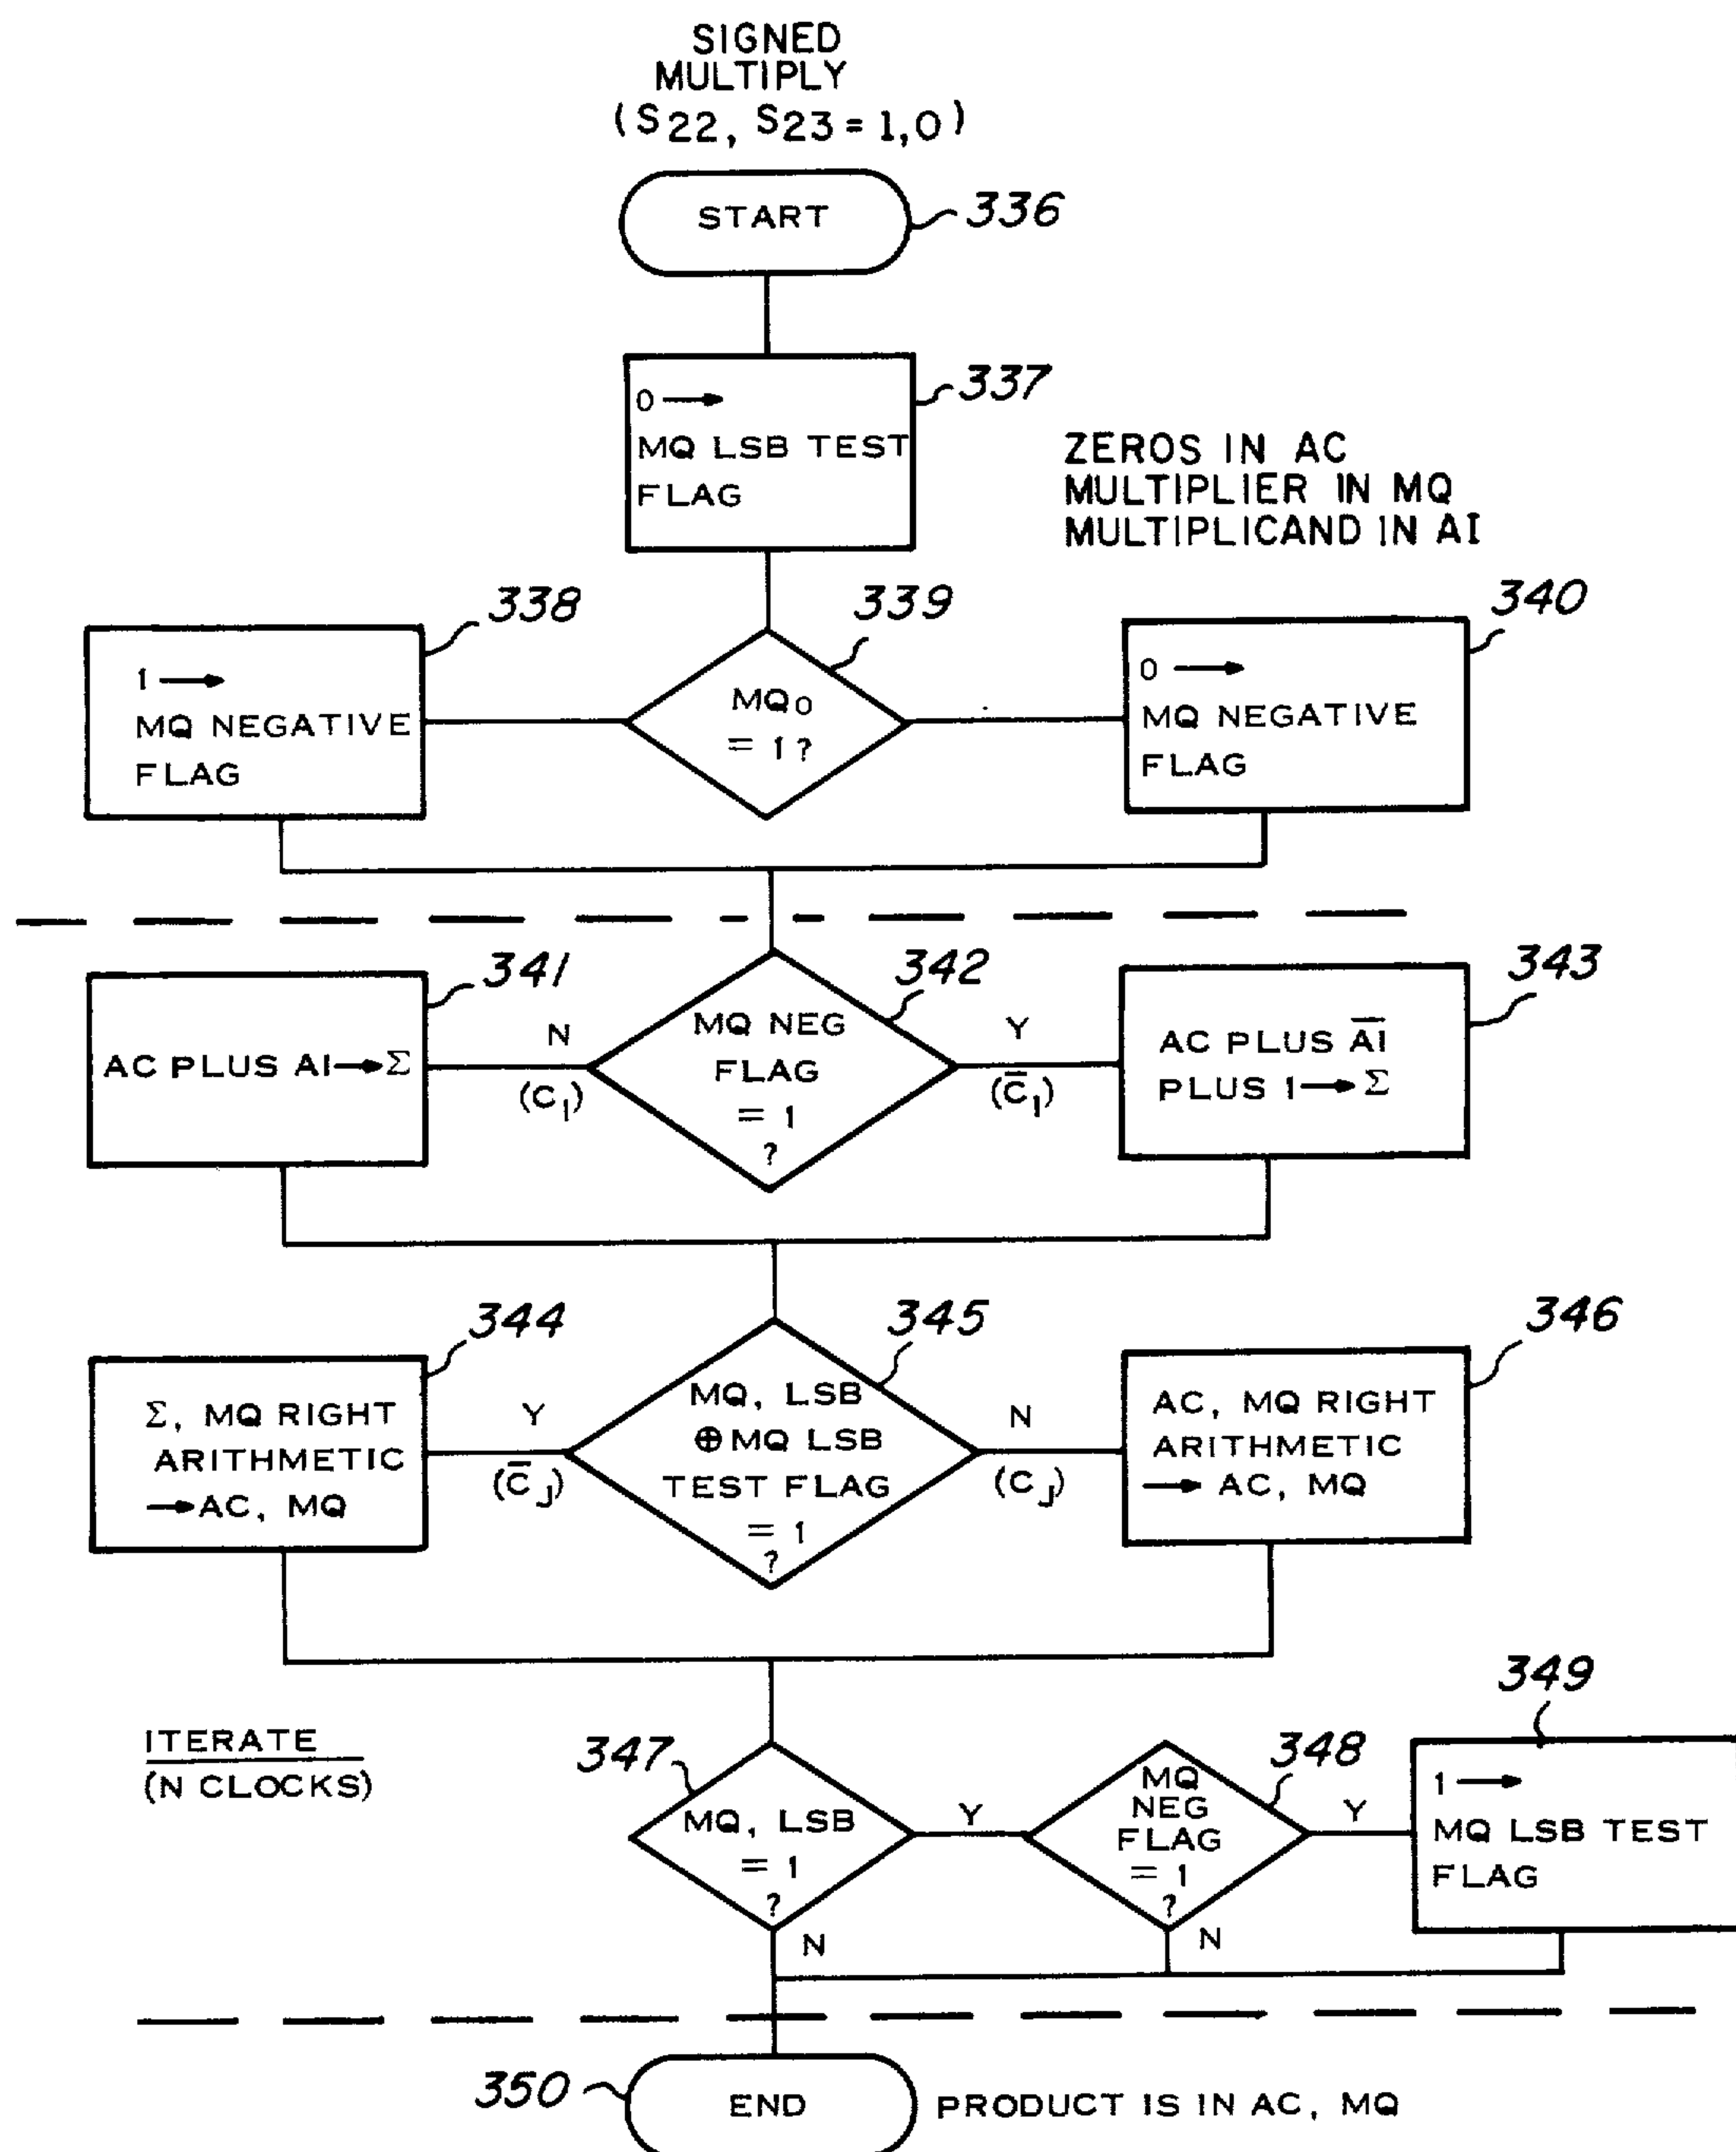 SIGNED
MULTIPLY
(S22, S23 = 1,0)
START
336
0 →
MQ LSB TEST
FLAG
337
ZEROS IN AC
MULTIPLIER IN MQ
MULTIPLICAND IN AI
338
339
340
1 →
MQ NEGATIVE
FLAG
MQ0
= 1 ?
0 →
MQ NEGATIVE
FLAG
341
342
343
AC PLUS AI → Σ
N
(C1)
MQ NEG
FLAG
= 1
?
Y
(C̅1)
AC PLUS A̅I̅
PLUS 1 → Σ
344
345
346
Σ, MQ RIGHT
ARITHMETIC
→ AC, MQ
Y
(C̅J)
MQ, LSB
⊕ MQ LSB
TEST FLAG
= 1
?
N
(CJ)
AC, MQ RIGHT
ARITHMETIC
→ AC, MQ
ITERATE
(N CLOCKS)
347
348
349
MQ, LSB
= 1
?
Y
N
MQ
NEG
FLAG
= 1
?
Y
N
1 →
MQ LSB TEST
FLAG
350
END
PRODUCT IS IN AC, MQ